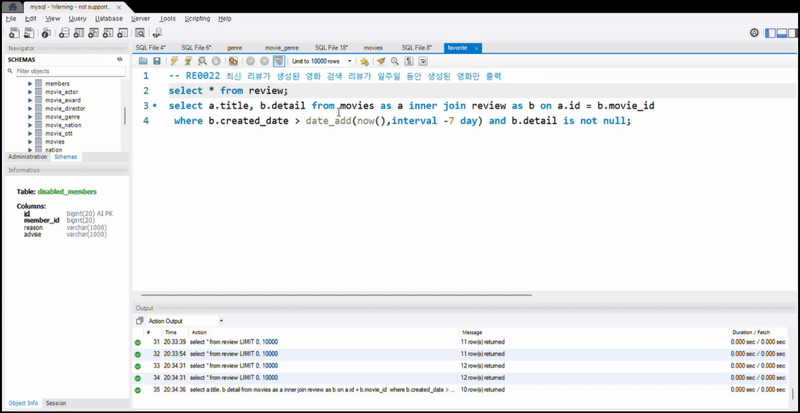 mysql - Warning - not support...
File Edit View Query Database Server Tools Scripting Help
Navigator
SCHEMAS
Filter objects
members
movie_actor
movie_award
movie_director
movie_genre
movie_nation
movie_ott
movies
nation
Administration Schemas
Information
Table: disabled_members
Columns:
id bigint(20) AI PK
member_id bigint(20)
reason varchar(1000)
advise varchar(1000)
Object Info Session
SQL File 4* SQL File 6* genre movie_genre SQL File 18* movies SQL File 8* favorite
Limit to 10000 rows
1 -- RE0022 최신 리뷰가 생성된 영화 검색 리뷰가 일주일 동안 생성된 영화만 출력
2 select * from review;
3 select a.title, b.detail from movies as a inner join review as b on a.id = b.movie_id
4 where b.created_date > date_add(now(),interval -7 day) and b.detail is not null;
Output
Action Output
# Time Action Message Duration / Fetch
31 20:33:39 select * from review LIMIT 0, 10000 11 row(s) returned 0.000 sec / 0.000 sec
32 20:33:54 select * from review LIMIT 0, 10000 11 row(s) returned 0.000 sec / 0.000 sec
33 20:34:31 select * from review LIMIT 0, 10000 12 row(s) returned 0.000 sec / 0.000 sec
34 20:34:31 select * from review LIMIT 0, 10000 12 row(s) returned 0.000 sec / 0.000 sec
35 20:34:36 select a.title, b.detail from movies as a inner join review as b on a.id = b.movie_id where b.created_date > ... 10 row(s) returned 0.000 sec / 0.000 sec